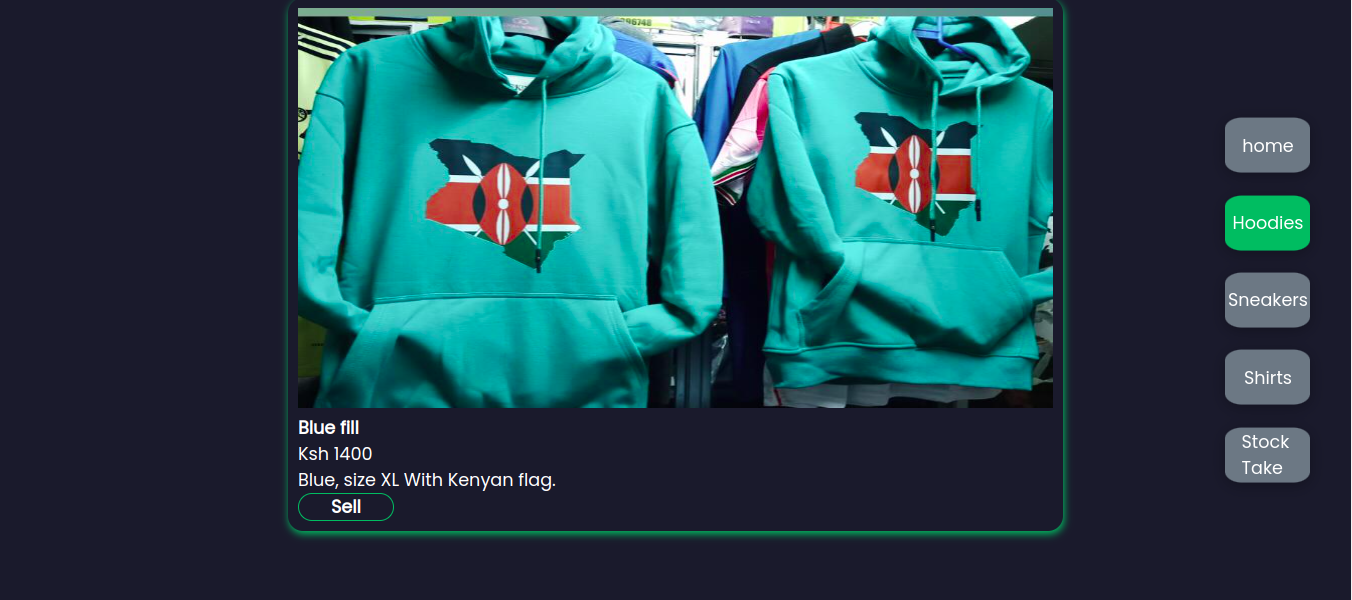 home
Hoodies
Sneakers
Shirts
Stock
Take
Blue fill
Ksh 1400
Blue, size XL With Kenyan flag.
Sell